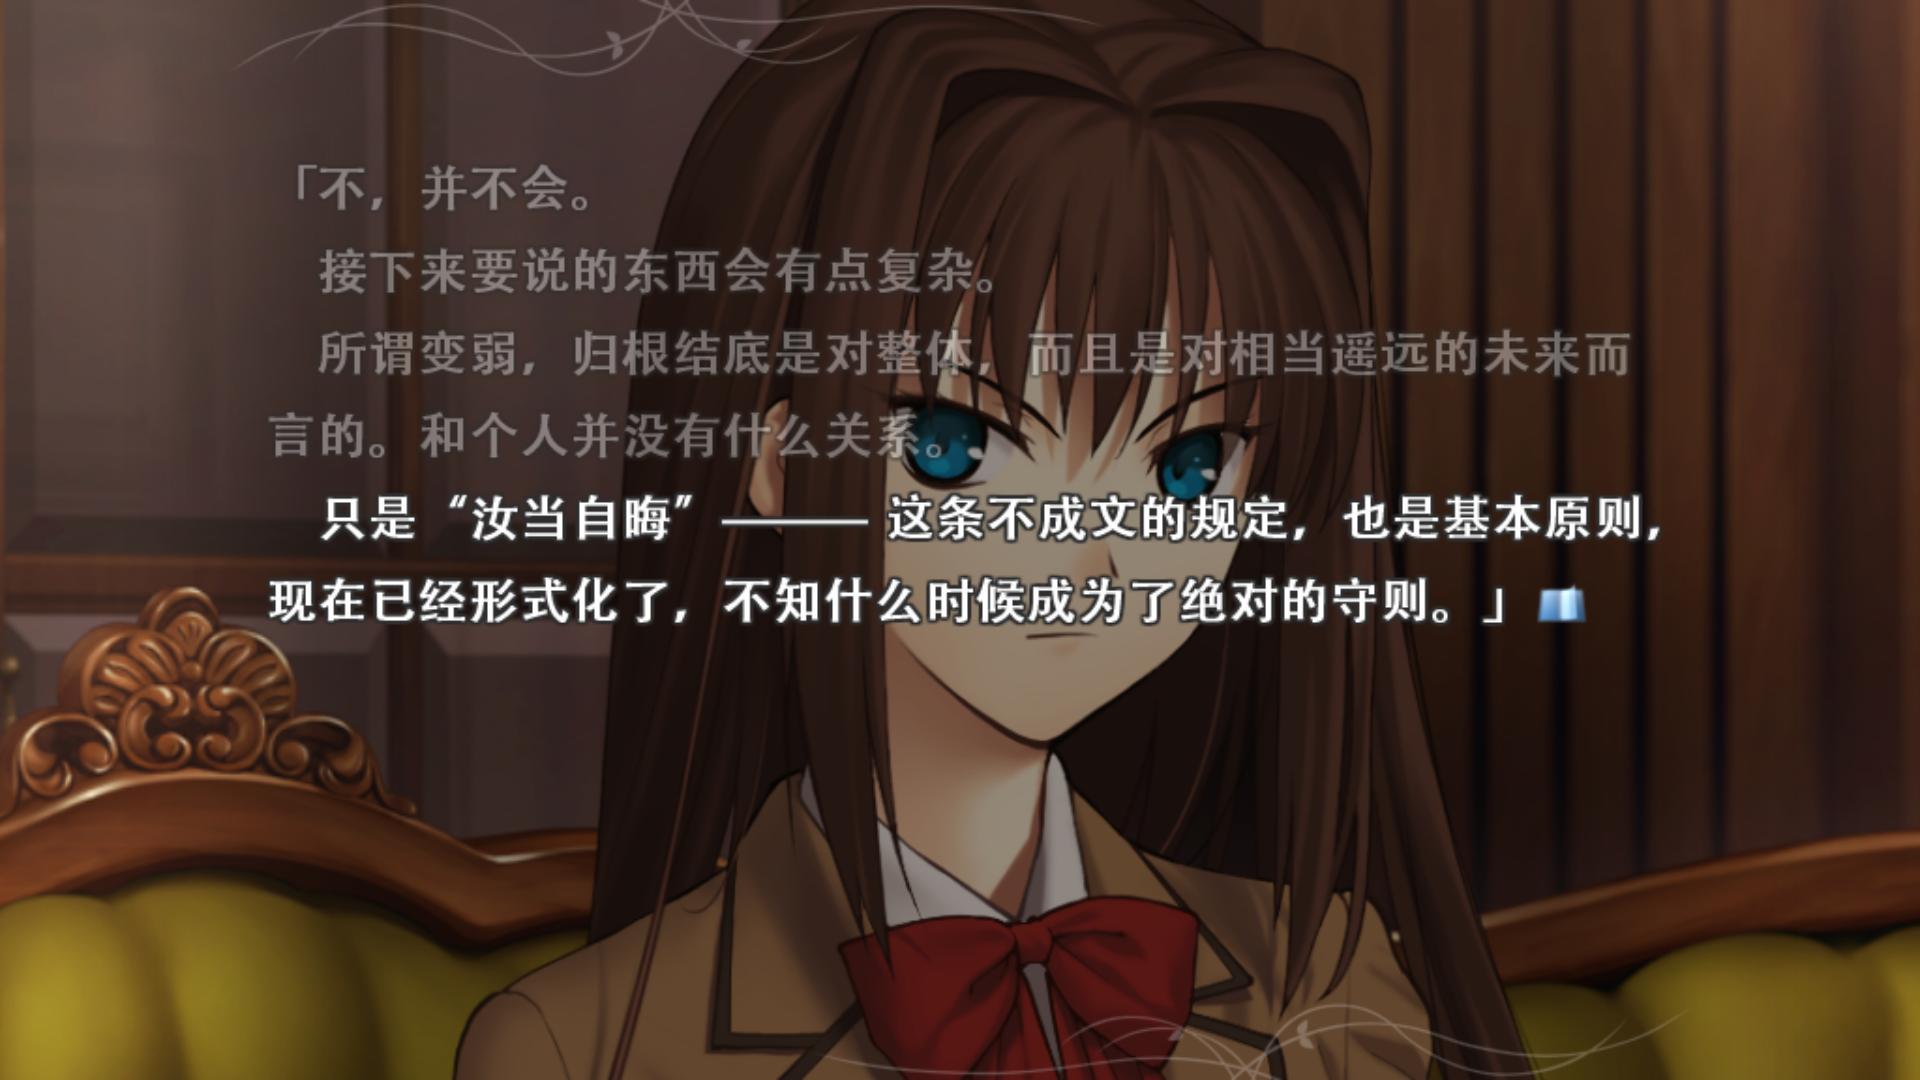 「不，并不会。
接下来要说的东西会有点复杂。
所谓变弱，归根结底是对整体，而且是对相当遥远的未来而
言的。和个人并没有什么关系。
只是“汝当自晦”———这条不成文的规定，也是基本原则，
现在已经形式化了，不知什么时候成为了绝对的守则。」